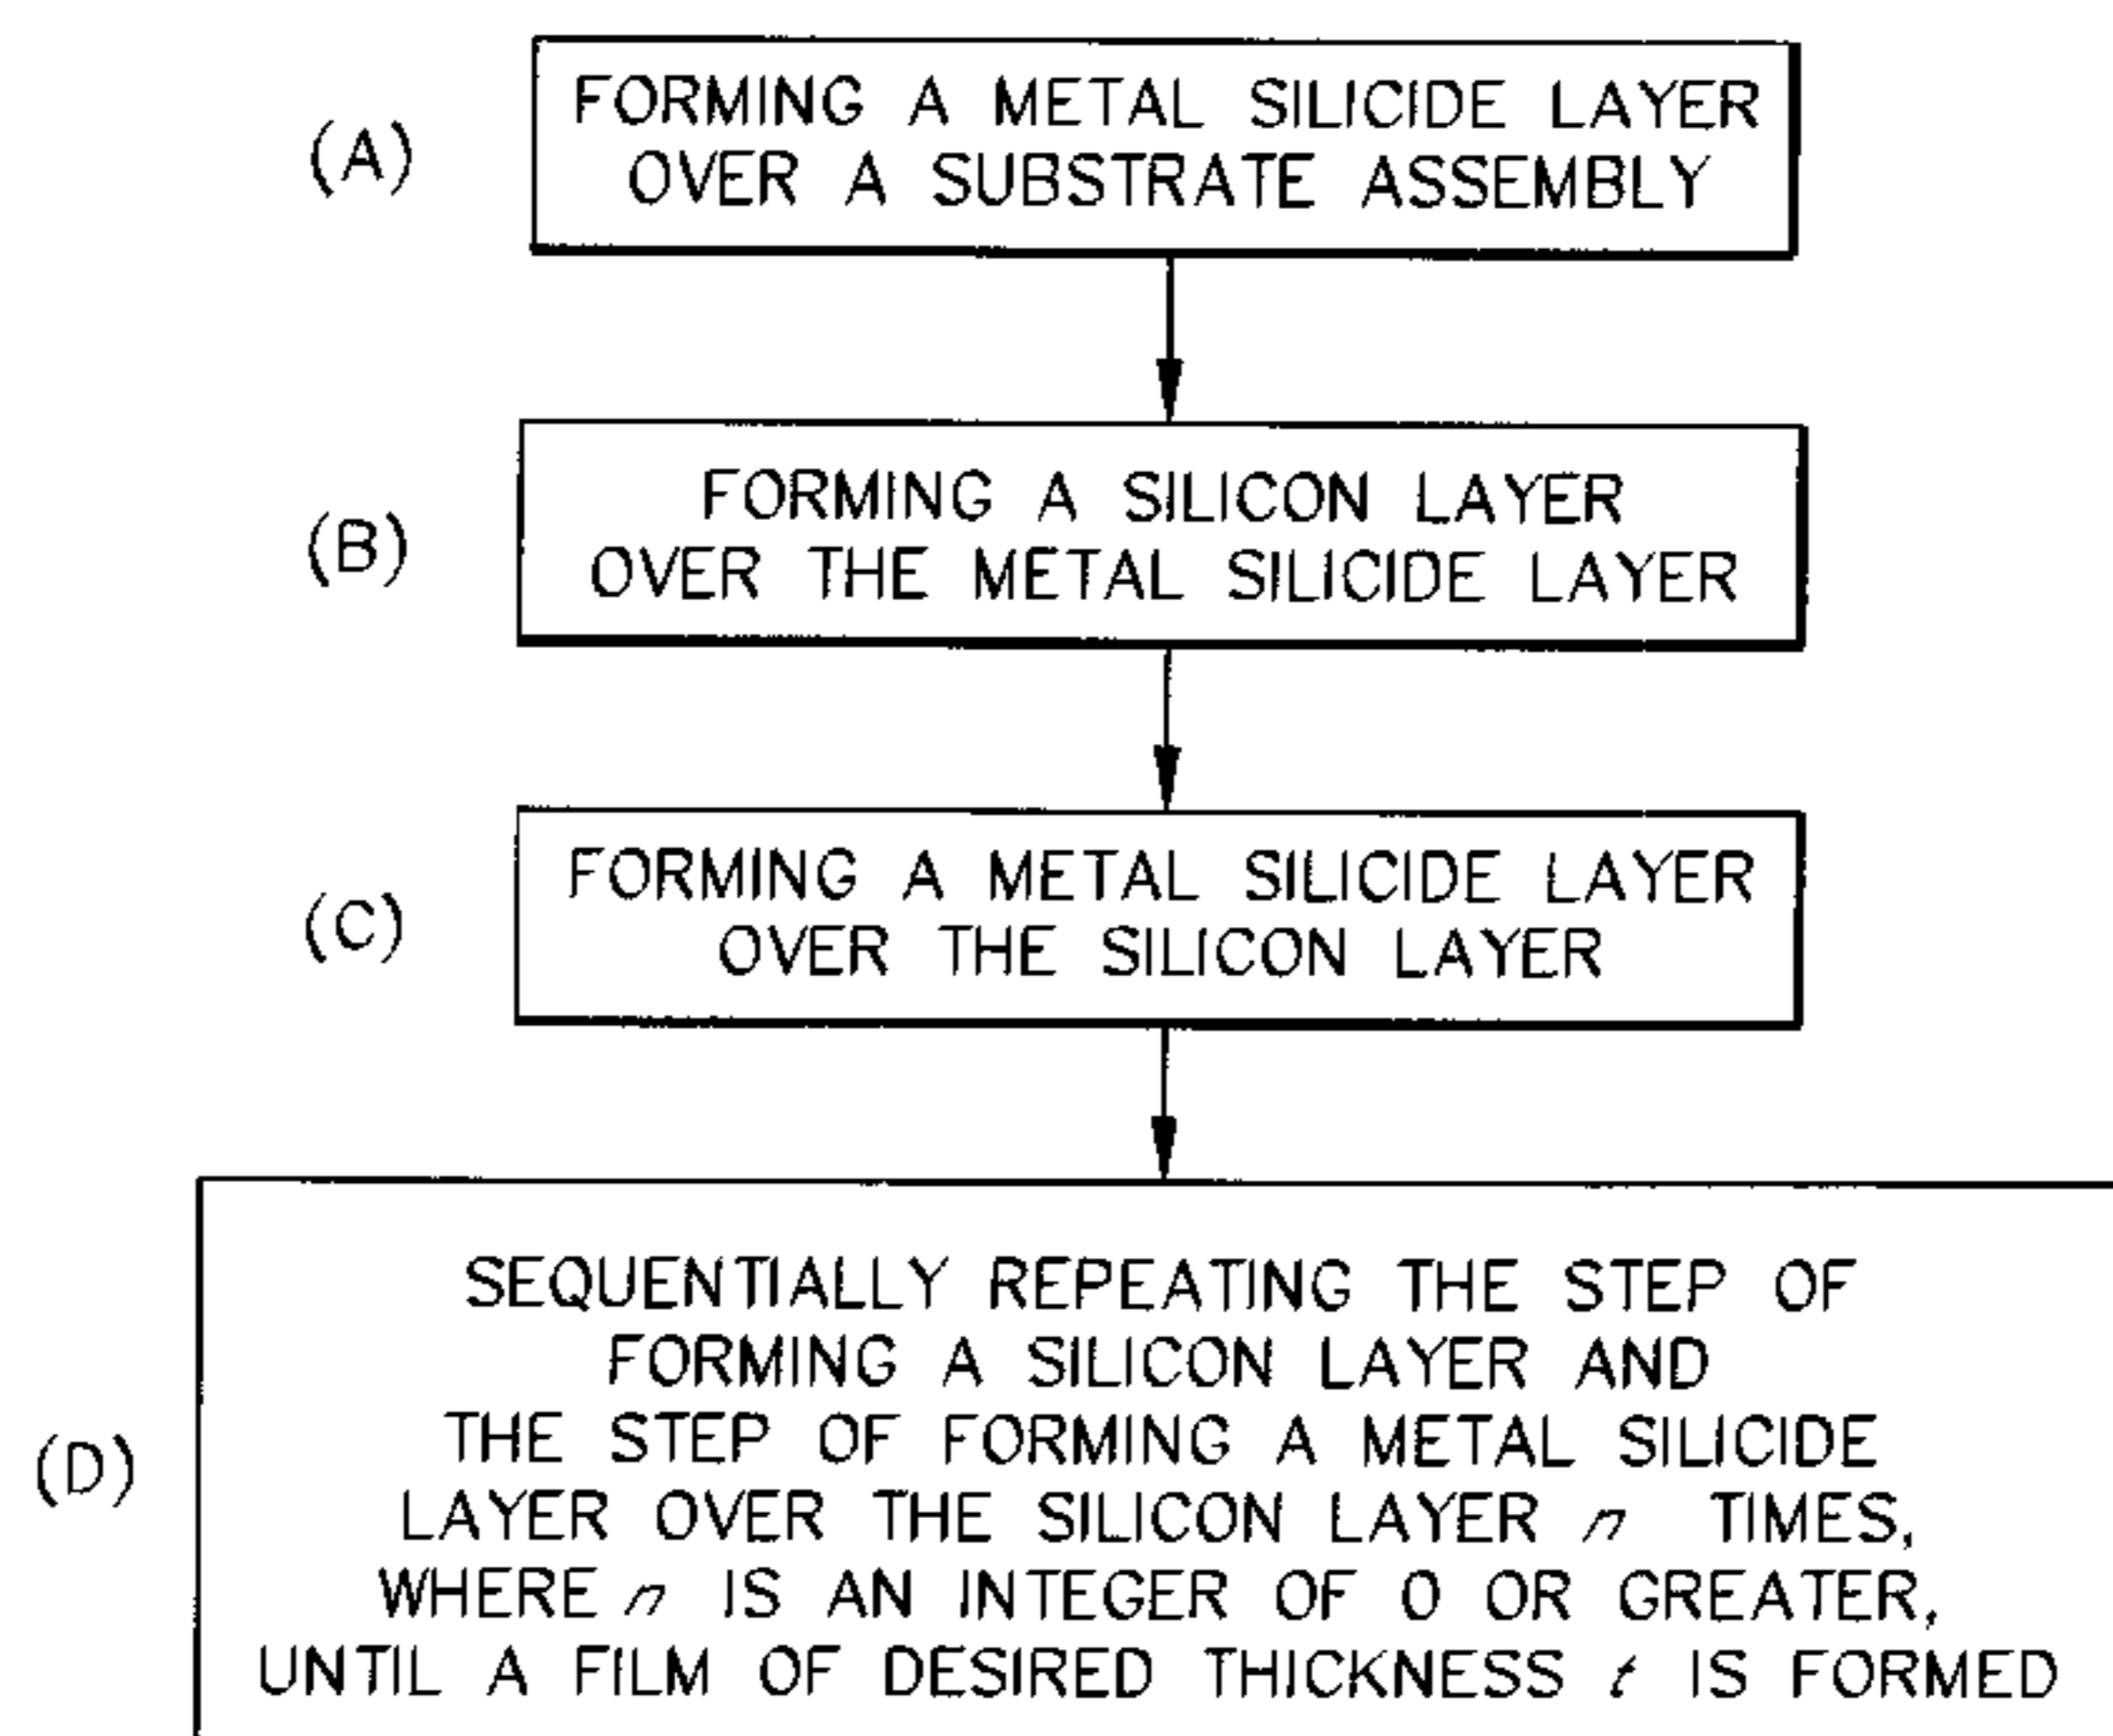 (A)
FORMING A METAL SILICIDE LAYER
OVER A SUBSTRATE ASSEMBLY
(B)
FORMING A SILICON LAYER
OVER THE METAL SILICIDE LAYER
(C)
FORMING A METAL SILICIDE LAYER
OVER THE SILICON LAYER
(D)
SEQUENTIALLY REPEATING THE STEP OF
FORMING A SILICON LAYER AND
THE STEP OF FORMING A METAL SILICIDE
LAYER OVER THE SILICON LAYER n TIMES,
WHERE n IS AN INTEGER OF 0 OR GREATER,
UNTIL A FILM OF DESIRED THICKNESS t IS FORMED